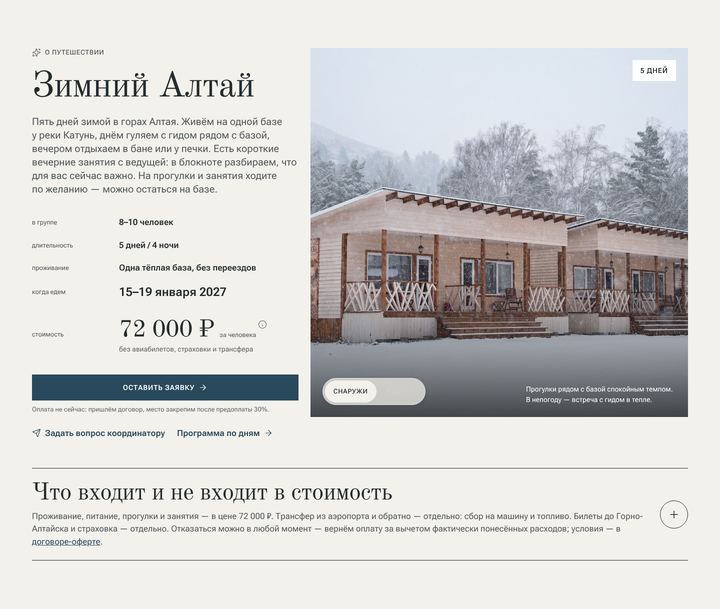 О ПУТЕШЕСТВИИ
Зимний Алтай
Пять дней зимой в горах Алтая. Живём на одной базе
у реки Катунь, днём гуляем с гидом рядом с базой,
вечером отдыхаем в бане или у печки. Есть короткие
вечерние занятия с ведущей: в блокноте разбираем, что
для вас сейчас важно. На прогулки и занятия ходите
по желанию — можно остаться на базе.
в группе 8–10 человек
длительность 5 дней / 4 ночи
проживание Одна тёплая база, без переездов
когда едем 15–19 января 2027
стоимость 72 000 ₽ за человека
без авиабилетов, страховки и трансфера
ОСТАВИТЬ ЗАЯВКУ →
Оплата не сейчас: пришлём договор, место закрепим после предоплаты 30%.
Задать вопрос координатору Программа по дням →
5 ДНЕЙ
СНАРУЖИ
Прогулки рядом с базой спокойным темпом.
В непогоду — встреча с гидом в тепле.
Что входит и не входит в стоимость
Проживание, питание, прогулки и занятия — в цене 72 000 ₽. Трансфер из аэропорта и обратно — отдельно: сбор на машину и топливо. Билеты до Горно-
Алтайска и страховка — отдельно. Отказаться можно в любой момент — вернём оплату за вычетом фактически понесённых расходов; условия — в
договоре-оферте.